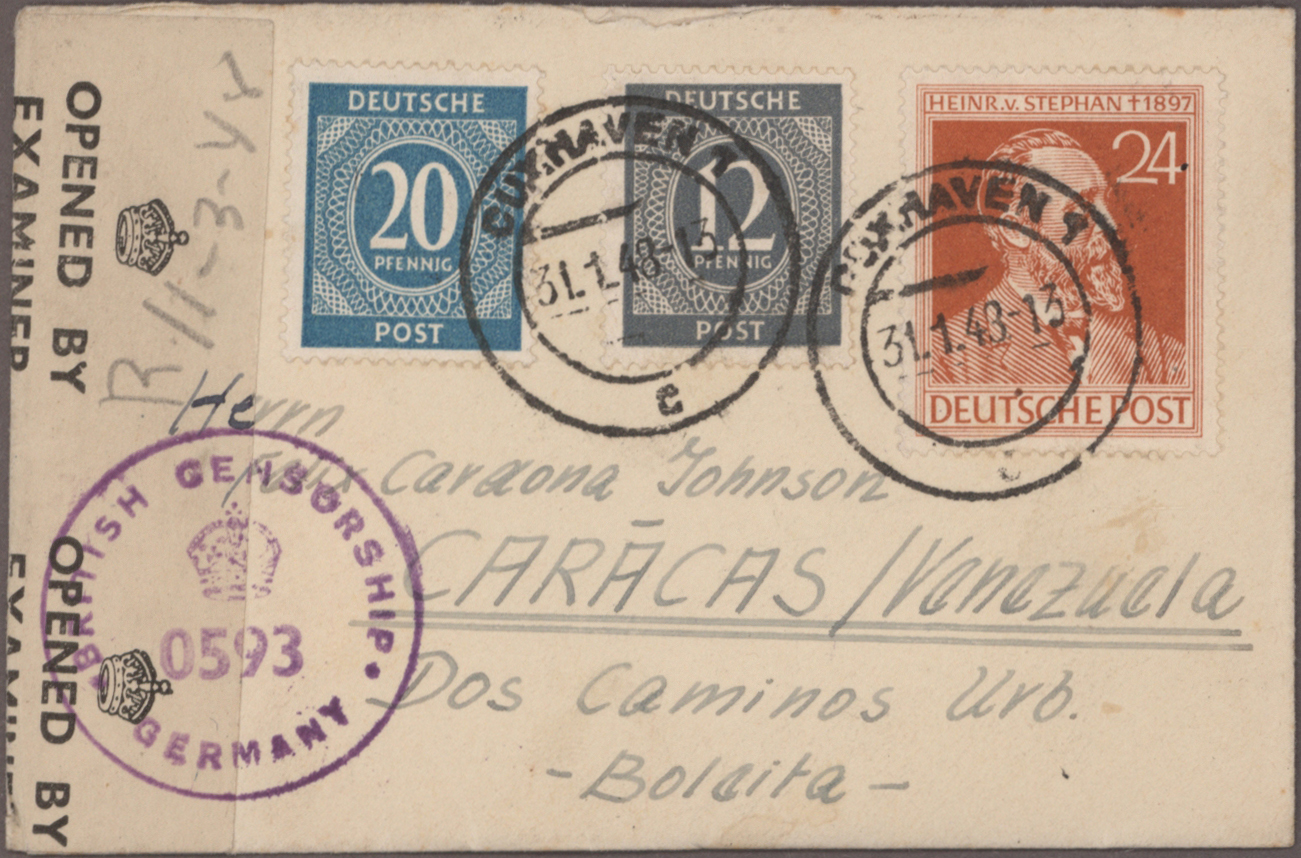 OPENED BY
EXAMINER
OPENED BY
DEUTSCHE
20
PFENNIG
POST
DEUTSCHE
12
PFENNIG
POST
HEINR.v.STEPHAN †1897
24
DEUTSCHE POST
CUXHAVEN 1
31.1.48-13
c
CUXHAVEN 1
31.1.48-13
Herrn
Felix Cardona Johnson
CARĀCAS/Venezuela
Dos Caminos Urb.
-Boleita-
BRITISH CENSORSHIP
0593
GERMANY